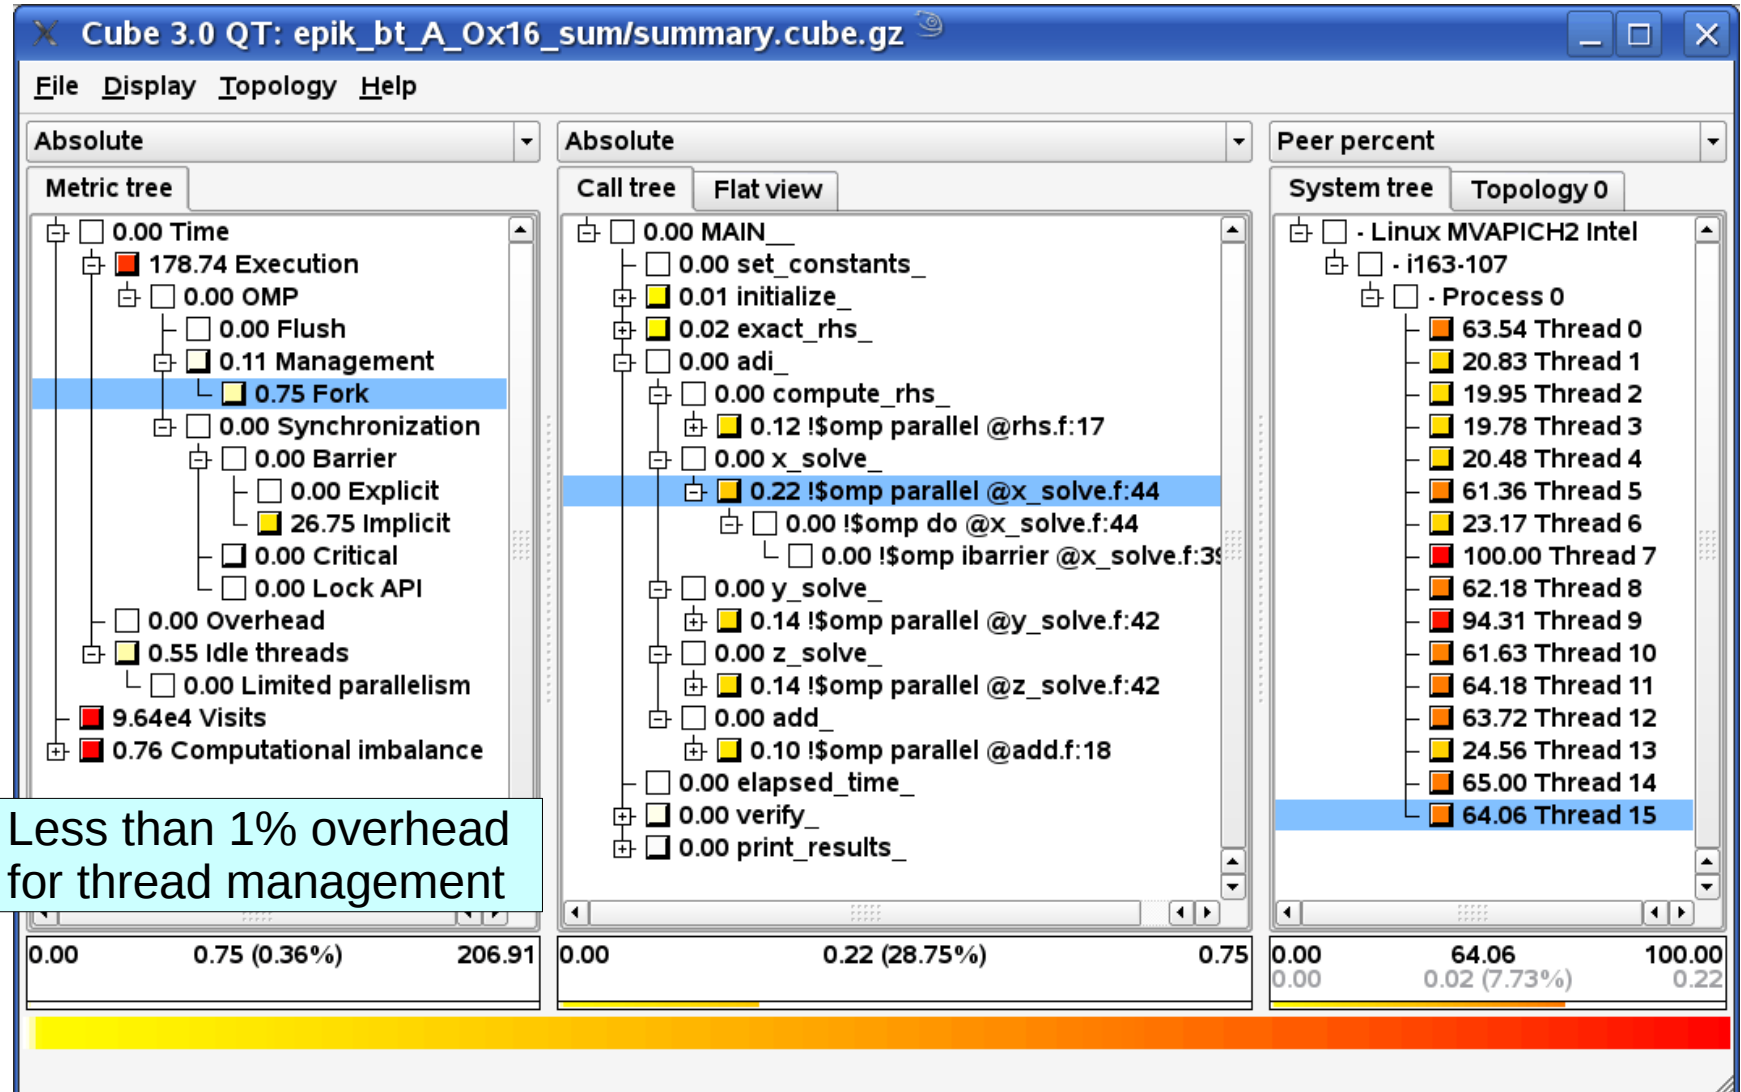 Cube 3.0 QT: epik_bt_A_Ox16_sum/summary.cube.gz
File Display Topology Help
Absolute
Metric tree
0.00 Time
178.74 Execution
0.00 OMP
0.00 Flush
0.11 Management
0.75 Fork
0.00 Synchronization
0.00 Barrier
0.00 Explicit
26.75 Implicit
0.00 Critical
0.00 Lock API
0.00 Overhead
0.55 Idle threads
0.00 Limited parallelism
9.64e4 Visits
0.76 Computational imbalance
Less than 1% overhead
for thread management
0.00 0.75 (0.36%) 206.91
Absolute
Call tree Flat view
0.00 MAIN__
0.00 set_constants_
0.01 initialize_
0.02 exact_rhs_
0.00 adi_
0.00 compute_rhs_
0.12 !$omp parallel @rhs.f:17
0.00 x_solve_
0.22 !$omp parallel @x_solve.f:44
0.00 !$omp do @x_solve.f:44
0.00 !$omp ibarrier @x_solve.f:39
0.00 y_solve_
0.14 !$omp parallel @y_solve.f:42
0.00 z_solve_
0.14 !$omp parallel @z_solve.f:42
0.00 add_
0.10 !$omp parallel @add.f:18
0.00 elapsed_time_
0.00 verify_
0.00 print_results_
0.00 0.22 (28.75%) 0.75
Peer percent
System tree Topology 0
- Linux MVAPICH2 Intel
- i163-107
- Process 0
63.54 Thread 0
20.83 Thread 1
19.95 Thread 2
19.78 Thread 3
20.48 Thread 4
61.36 Thread 5
23.17 Thread 6
100.00 Thread 7
62.18 Thread 8
94.31 Thread 9
61.63 Thread 10
64.18 Thread 11
63.72 Thread 12
24.56 Thread 13
65.00 Thread 14
64.06 Thread 15
0.00 64.06 100.00
0.00 0.02 (7.73%) 0.22